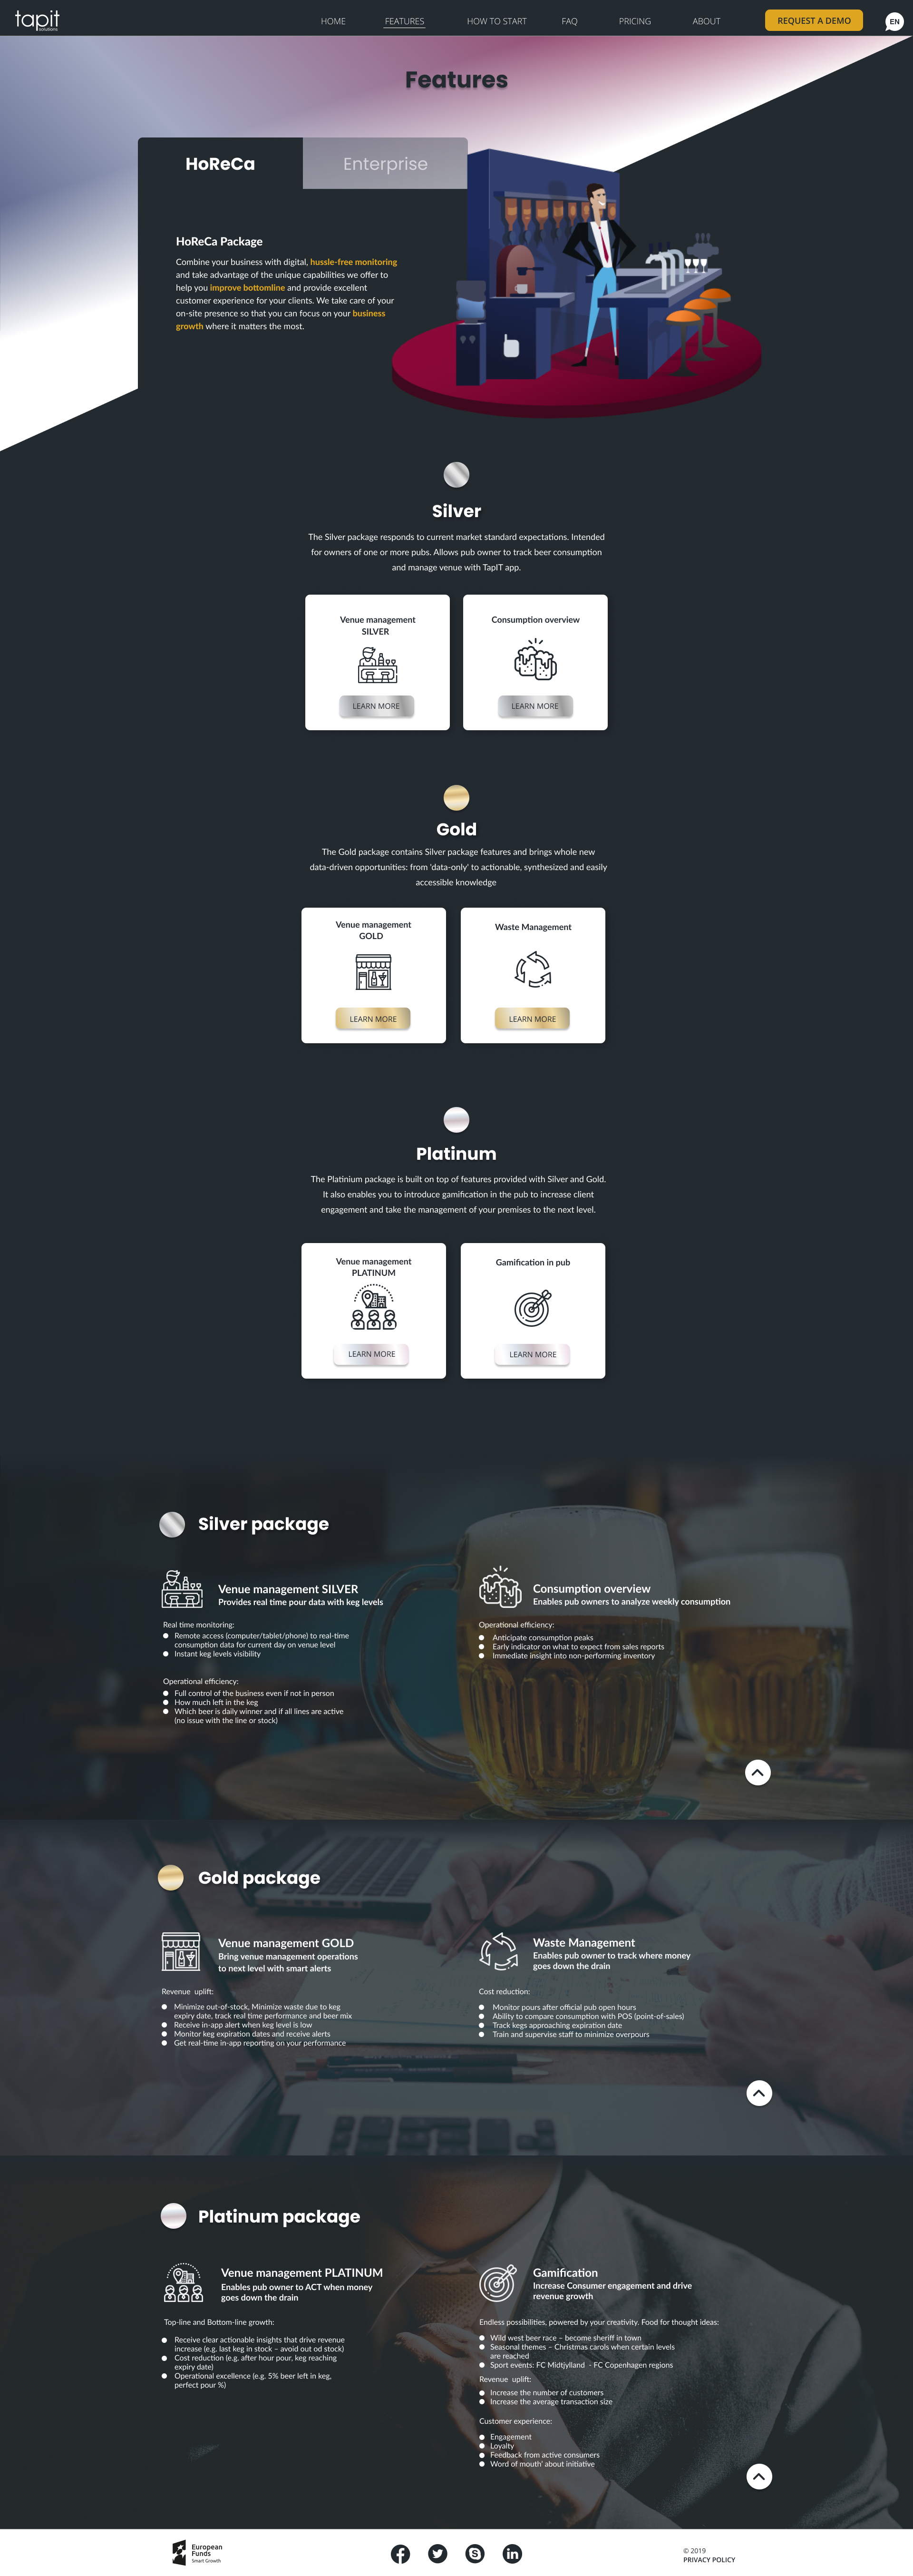 tapit
solutions
HOME
FEATURES
HOW TO START
FAQ
PRICING
ABOUT
REQUEST A DEMO
EN
Features
HoReCa
Enterprise
HoReCa Package
Combine your business with digital, hussle-free monitoring
and take advantage of the unique capabilities we offer to
help you improve bottomline and provide excellent
customer experience for your clients. We take care of your
on-site presence so that you can focus on your business
growth where it matters the most.
Silver
The Silver package responds to current market standard expectations. Intended
for owners of one or more pubs. Allows pub owner to track beer consumption
and manage venue with TapIT app.
Venue management
SILVER
LEARN MORE
Consumption overview
LEARN MORE
Gold
The Gold package contains Silver package features and brings whole new
data-driven opportunities: from 'data-only' to actionable, synthesized and easily
accessible knowledge
Venue management
GOLD
LEARN MORE
Waste Management
LEARN MORE
Platinum
The Platinium package is built on top of features provided with Silver and Gold.
It also enables you to introduce gamification in the pub to increase client
engagement and take the management of your premises to the next level.
Venue management
PLATINUM
LEARN MORE
Gamification in pub
LEARN MORE
Silver package
Venue management SILVER
Provides real time pour data with keg levels
Real time monitoring:
Remote access (computer/tablet/phone) to real-time
consumption data for current day on venue level
Instant keg levels visibility
Operational efficiency:
Full control of the business even if not in person
How much left in the keg
Which beer is daily winner and if all lines are active
(no issue with the line or stock)
Consumption overview
Enables pub owners to analyze weekly consumption
Operational efficiency:
Anticipate consumption peaks
Early indicator on what to expect from sales reports
Immediate insight into non-performing inventory
Gold package
Venue management GOLD
Bring venue management operations
to next level with smart alerts
Revenue uplift:
Minimize out-of-stock, Minimize waste due to keg
expiry date, track real time performance and beer mix
Receive in-app alert when keg level is low
Monitor keg expiration dates and receive alerts
Get real-time in-app reporting on your performance
Waste Management
Enables pub owner to track where money
goes down the drain
Cost reduction:
Monitor pours after official pub open hours
Ability to compare consumption with POS (point-of-sales)
Track kegs approaching expiration date
Train and supervise staff to minimize overpours
Platinum package
Venue management PLATINUM
Enables pub owner to ACT when money
goes down the drain
Top-line and Bottom-line growth:
Receive clear actionable insights that drive revenue
increase (e.g. last keg in stock – avoid out od stock)
Cost reduction (e.g. after hour pour, keg reaching
expiry date)
Operational excellence (e.g. 5% beer left in keg,
perfect pour %)
Gamification
Increase Consumer engagement and drive
revenue growth
Endless possibilities, powered by your creativity. Food for thought ideas:
Wild west beer race – become sheriff in town
Seasonal themes – Christmas carols when certain levels
are reached
Sport events: FC Midtjylland - FC Copenhagen regions
Revenue uplift:
Increase the number of customers
Increase the average transaction size
Customer experience:
Engagement
Loyalty
Feedback from active consumers
Word of mouth' about initiative
European
Funds
Smart Growth
© 2019
PRIVACY POLICY